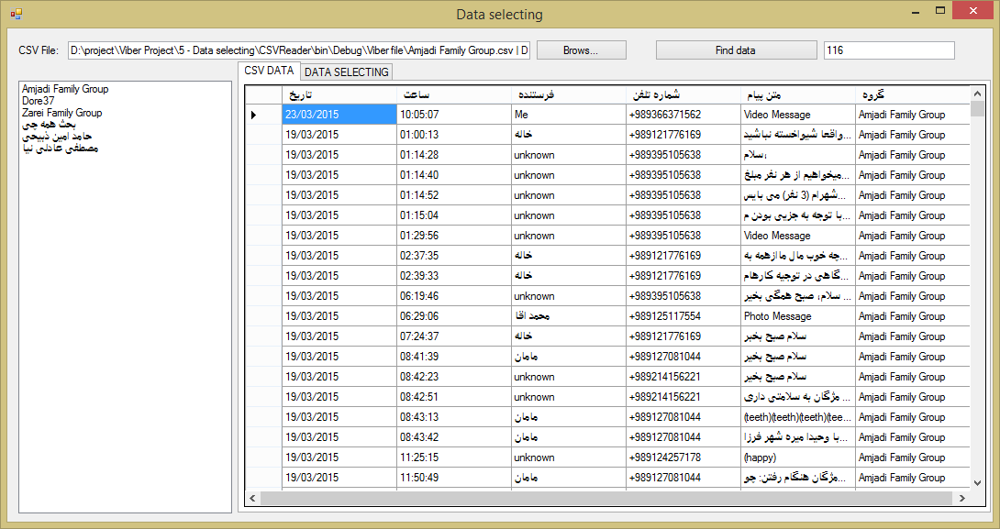 Data selecting
CSV File: D:\project\Viber Project\5 - Data selecting\CSVReader\bin\Debug\Viber file\Amjadi Family Group.csv | D Brows... Find data 116
CSV DATA DATA SELECTING
Amjadi Family Group
Dore37
Zarei Family Group
بحث همه چی
حامد امین ذبیحی
مصطفی عادلی نیا
تاریخ ساعت فرستنده شماره تلفن متن پیام گروه
23/03/2015 10:05:07 Me +989366371562 Video Message Amjadi Family Group
19/03/2015 01:00:13 خاله +989121776169 واقعا شیواخسته نباشید... Amjadi Family Group
19/03/2015 01:14:28 unknown +989395105638 سلام، Amjadi Family Group
19/03/2015 01:14:40 unknown +989395105638 میخواهیم از هر نفر مبلغ... Amjadi Family Group
19/03/2015 01:14:52 unknown +989395105638 شهرام (3 نفر) می بایس... Amjadi Family Group
19/03/2015 01:15:04 unknown +989395105638 با توجه به جزیی بودن م... Amjadi Family Group
19/03/2015 01:29:56 unknown +989395105638 Video Message Amjadi Family Group
19/03/2015 02:37:35 خاله +989121776169 چه خوب مال ماازهمه به... Amjadi Family Group
19/03/2015 02:39:33 خاله +989121776169 گاهی در توجیه کارهام... Amjadi Family Group
19/03/2015 06:19:46 unknown +989395105638 سلام، صبح همگی بخیر ... Amjadi Family Group
19/03/2015 06:29:06 محمد اقا +989125117554 Photo Message Amjadi Family Group
19/03/2015 07:24:37 خاله +989121776169 سلام صبح بخیر Amjadi Family Group
19/03/2015 08:41:39 مامان +989127081044 سلام صبح بخیر Amjadi Family Group
19/03/2015 08:42:23 unknown +989214156221 سلام صبح بخیر Amjadi Family Group
19/03/2015 08:42:51 unknown +989214156221 مژگان به سلامتی داری ... Amjadi Family Group
19/03/2015 08:43:13 مامان +989127081044 (teeth)(teeth)(teeth)(tee... Amjadi Family Group
19/03/2015 08:43:42 مامان +989127081044 با وحیدا میره شهر فرزا... Amjadi Family Group
19/03/2015 11:25:15 unknown +989124257178 (happy) Amjadi Family Group
19/03/2015 11:50:49 مامان +989127081044 مژگان هنگام رفتن: چو... Amjadi Family Group